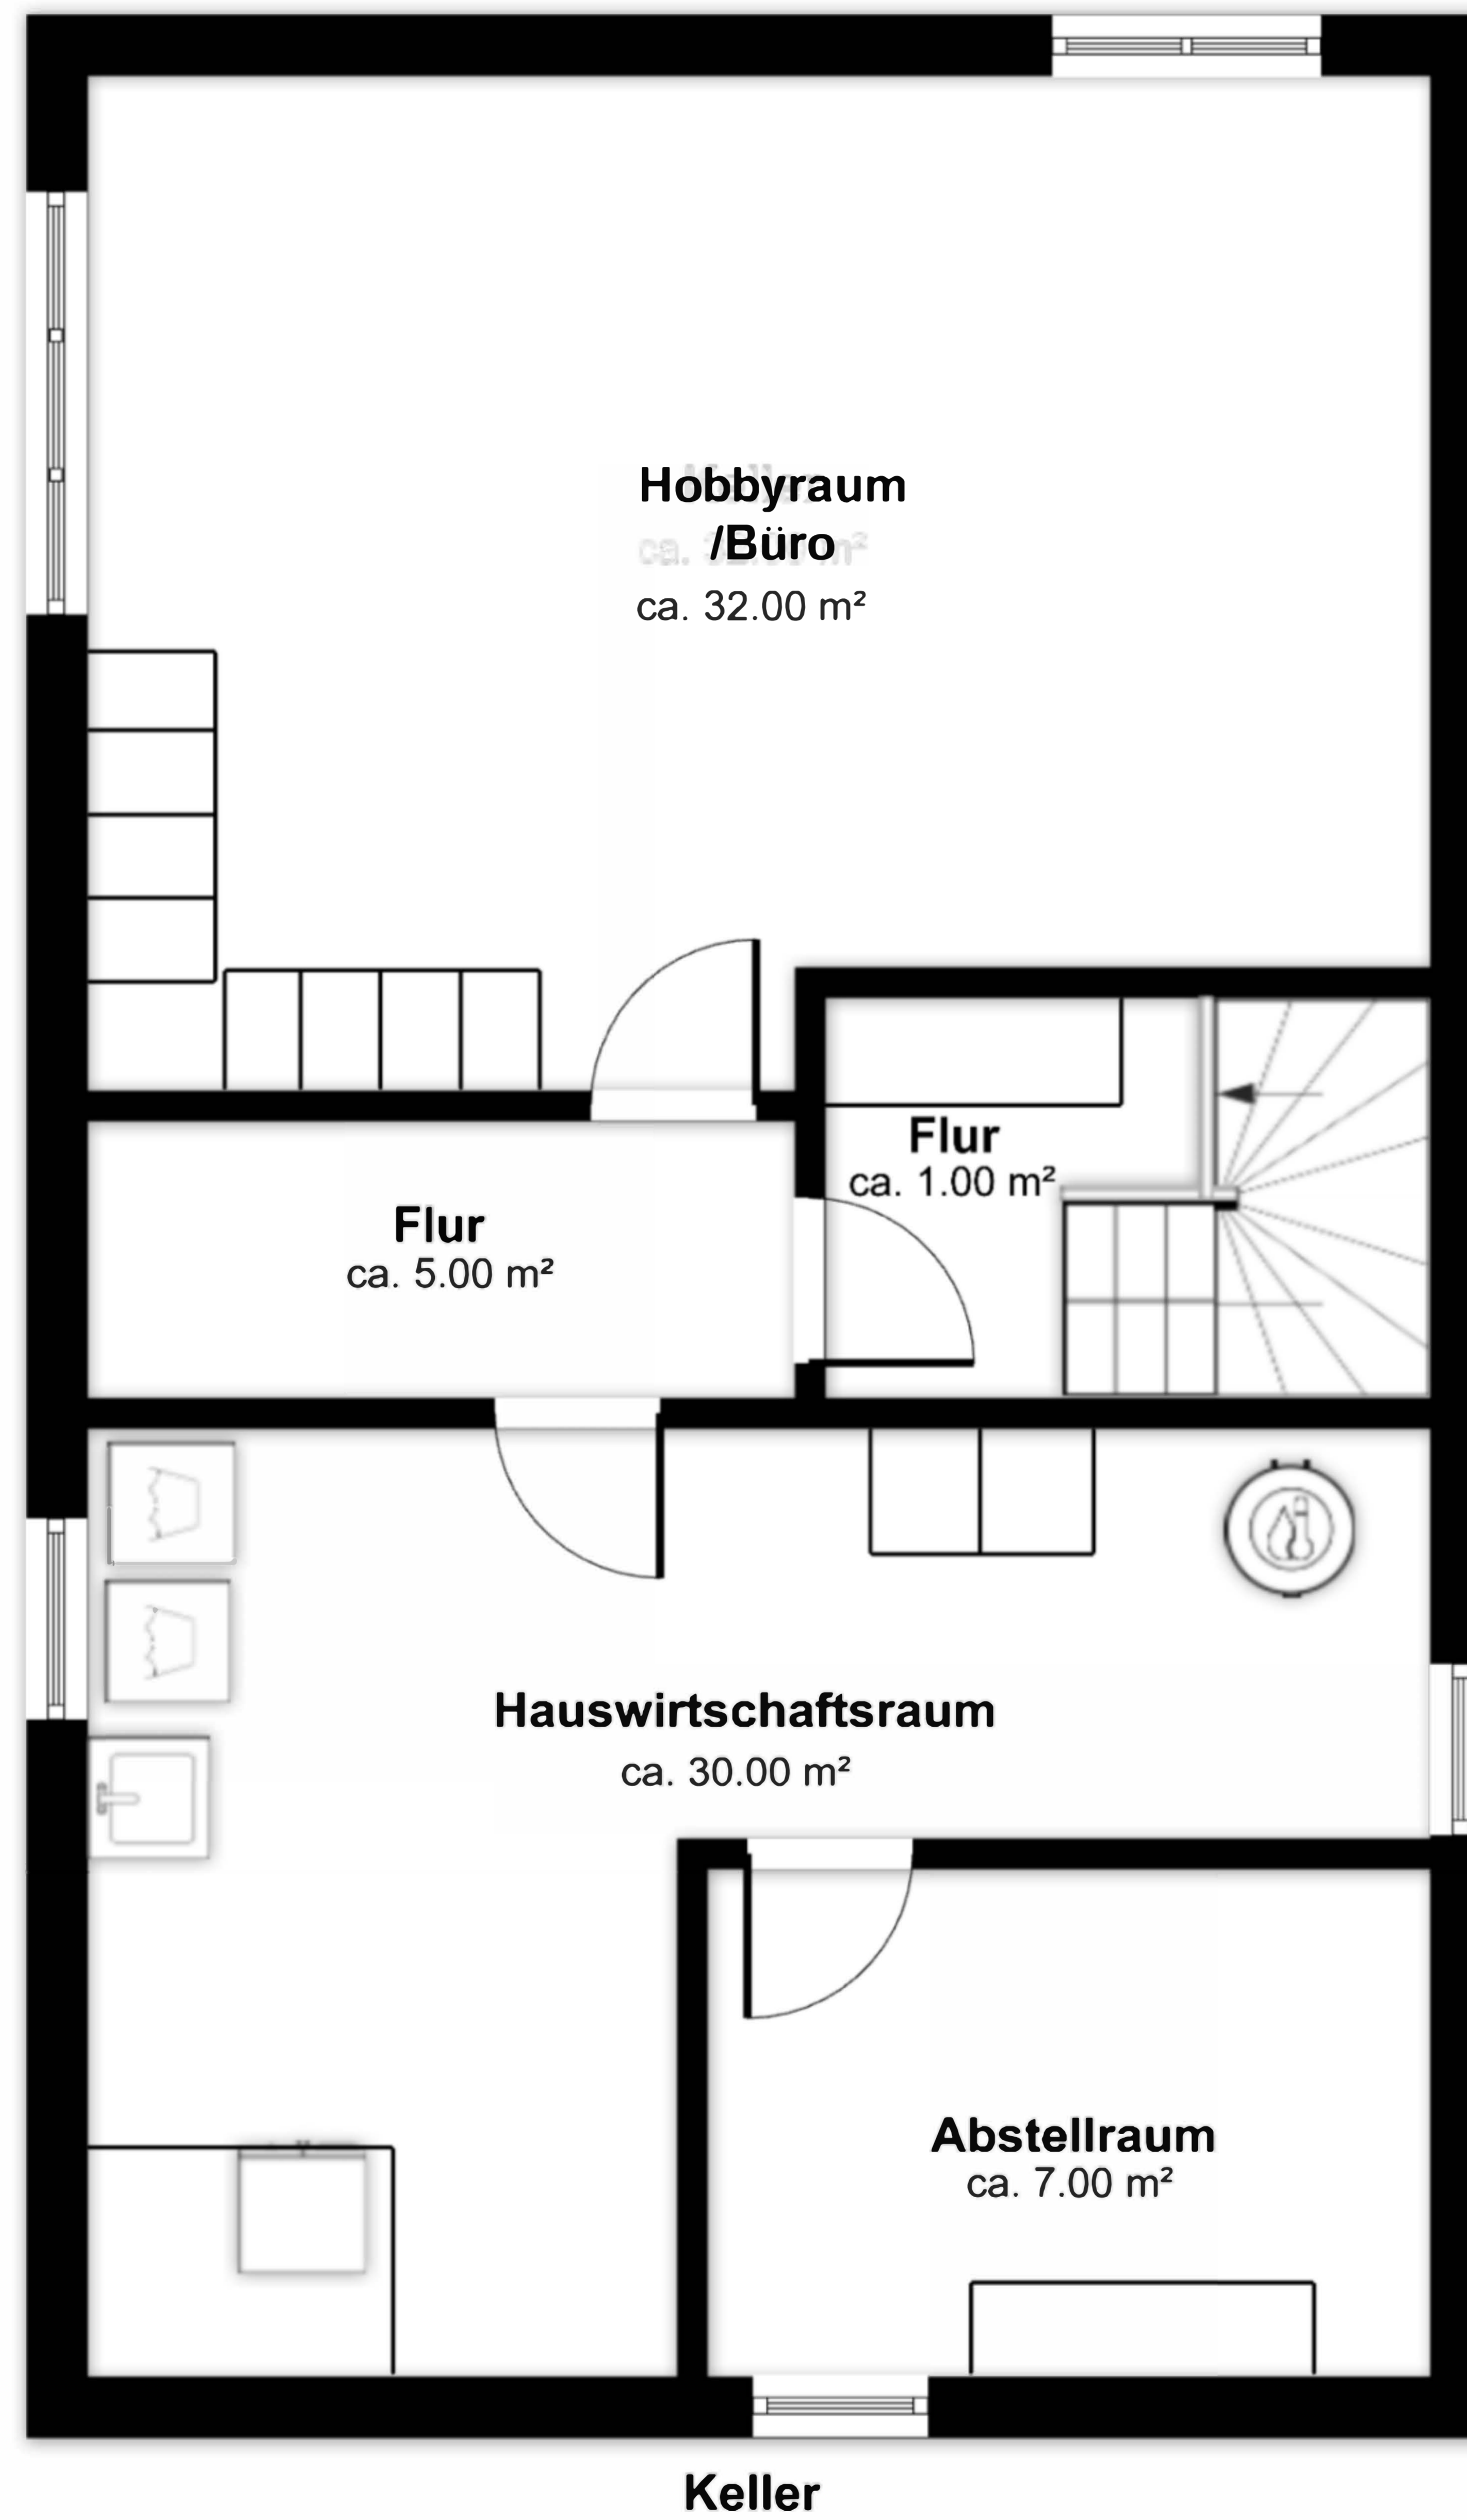 Hobbyraum
/Büro
ca. 32.00 m²
Flur
ca. 1.00 m²
Flur
ca. 5.00 m²
Hauswirtschaftsraum
ca. 30.00 m²
Abstellraum
ca. 7.00 m²
Keller